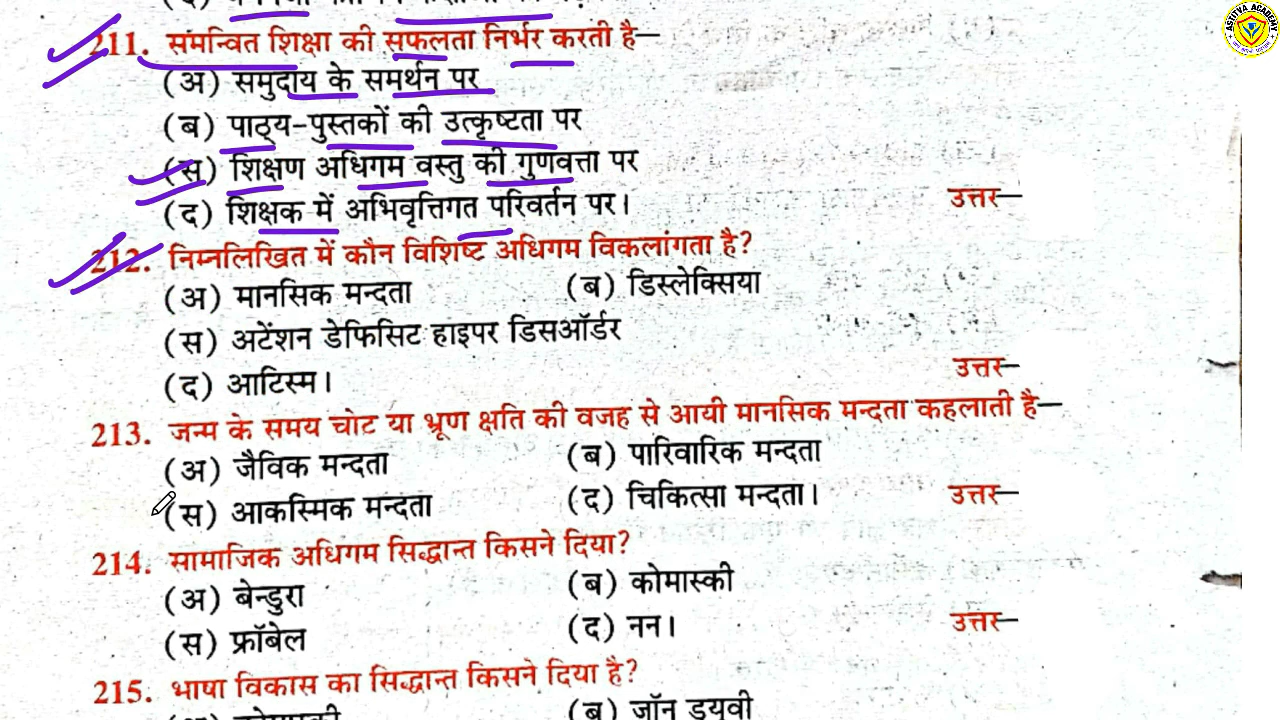 211. समन्वित शिक्षा की सफलता निर्भर करती है—
(अ) समुदाय के समर्थन पर
(ब) पाठ्य-पुस्तकों की उत्कृष्टता पर
(स) शिक्षण अधिगम वस्तु की गुणवत्ता पर
(द) शिक्षक में अभिवृत्तिगत परिवर्तन पर। उत्तर—
212. निम्नलिखित में कौन विशिष्ट अधिगम विकलांगता है?
(अ) मानसिक मन्दता (ब) डिस्लेक्सिया
(स) अटेंशन डेफिसिट हाइपर डिसऑर्डर
(द) आटिस्म। उत्तर—
213. जन्म के समय चोट या भ्रूण क्षति की वजह से आयी मानसिक मन्दता कहलाती है—
(अ) जैविक मन्दता (ब) पारिवारिक मन्दता
(स) आकस्मिक मन्दता (द) चिकित्सा मन्दता। उत्तर—
214. सामाजिक अधिगम सिद्धान्त किसने दिया?
(अ) बेन्डुरा (ब) कोमास्की
(स) फ्रॉबेल (द) नन। उत्तर—
215. भाषा विकास का सिद्धान्त किसने दिया है?
(ब) जॉन ड्यूवी
ASTITVA ACADEMY